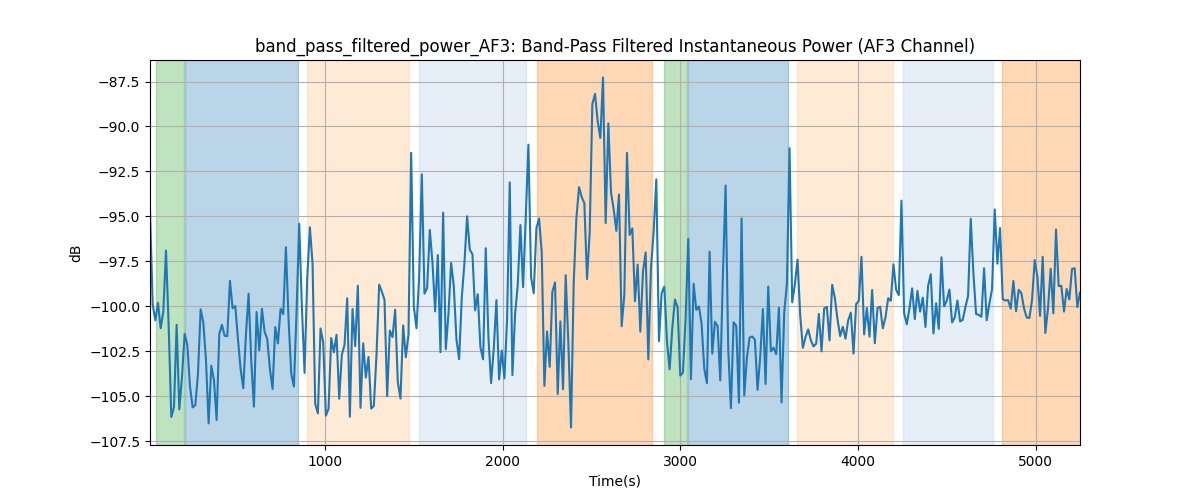 band_pass_filtered_power_AF3: Band-Pass Filtered Instantaneous Power (AF3 Channel)
−87.5
−90.0
−92.5
−95.0
−97.5
−100.0
−102.5
−105.0
−107.5
dB
1000 2000 3000 4000 5000
Time(s)